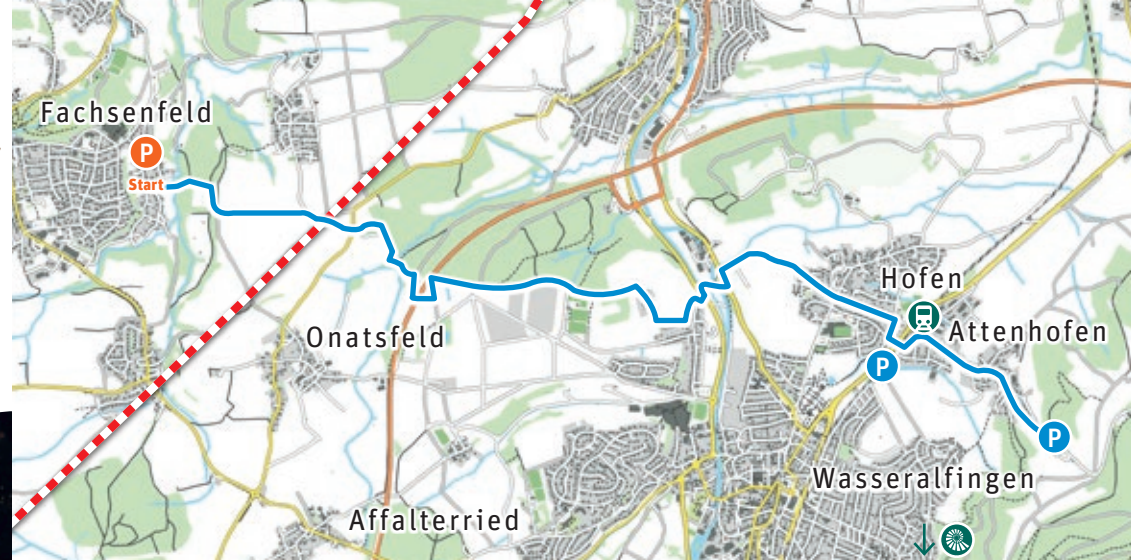 Fachsenfeld
P
Start
Hofen
Onatsfeld
Attenhofen
P
P
Wasseralfingen
Affalterried